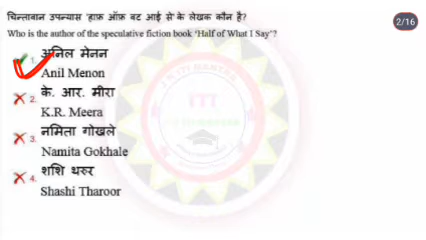 चिन्तावान उपन्यास 'हाफ़ ऑफ़ वट आई से' के लेखक कौन है?
2/16
Who is the author of the speculative fiction book 'Half of What I Say'?
1. अनिल मेनन
Anil Menon
2. के. आर. मीरा
K.R. Meera
3. नमिता गोखले
Namita Gokhale
4. शशि थरुर
Shashi Tharoor
ITI